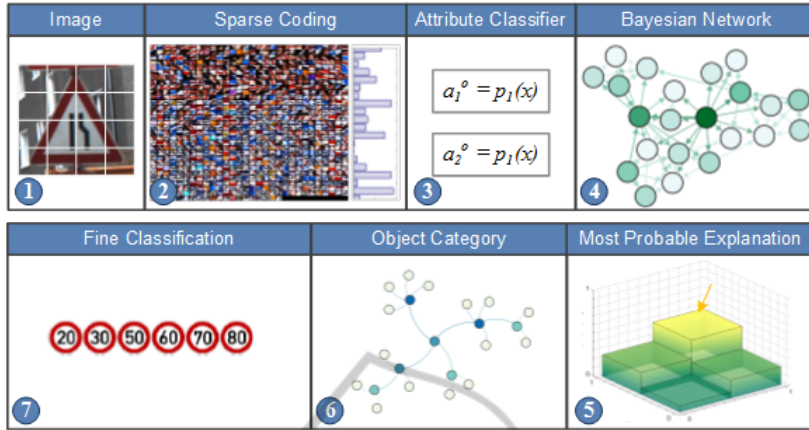 Image
Sparse Coding
Attribute Classifier
Bayesian Network
a₁ᵒ = p₁(x)
a₂ᵒ = p₁(x)
1
2
3
4
Fine Classification
Object Category
Most Probable Explanation
20 30 50 60 70 80
7
6
5